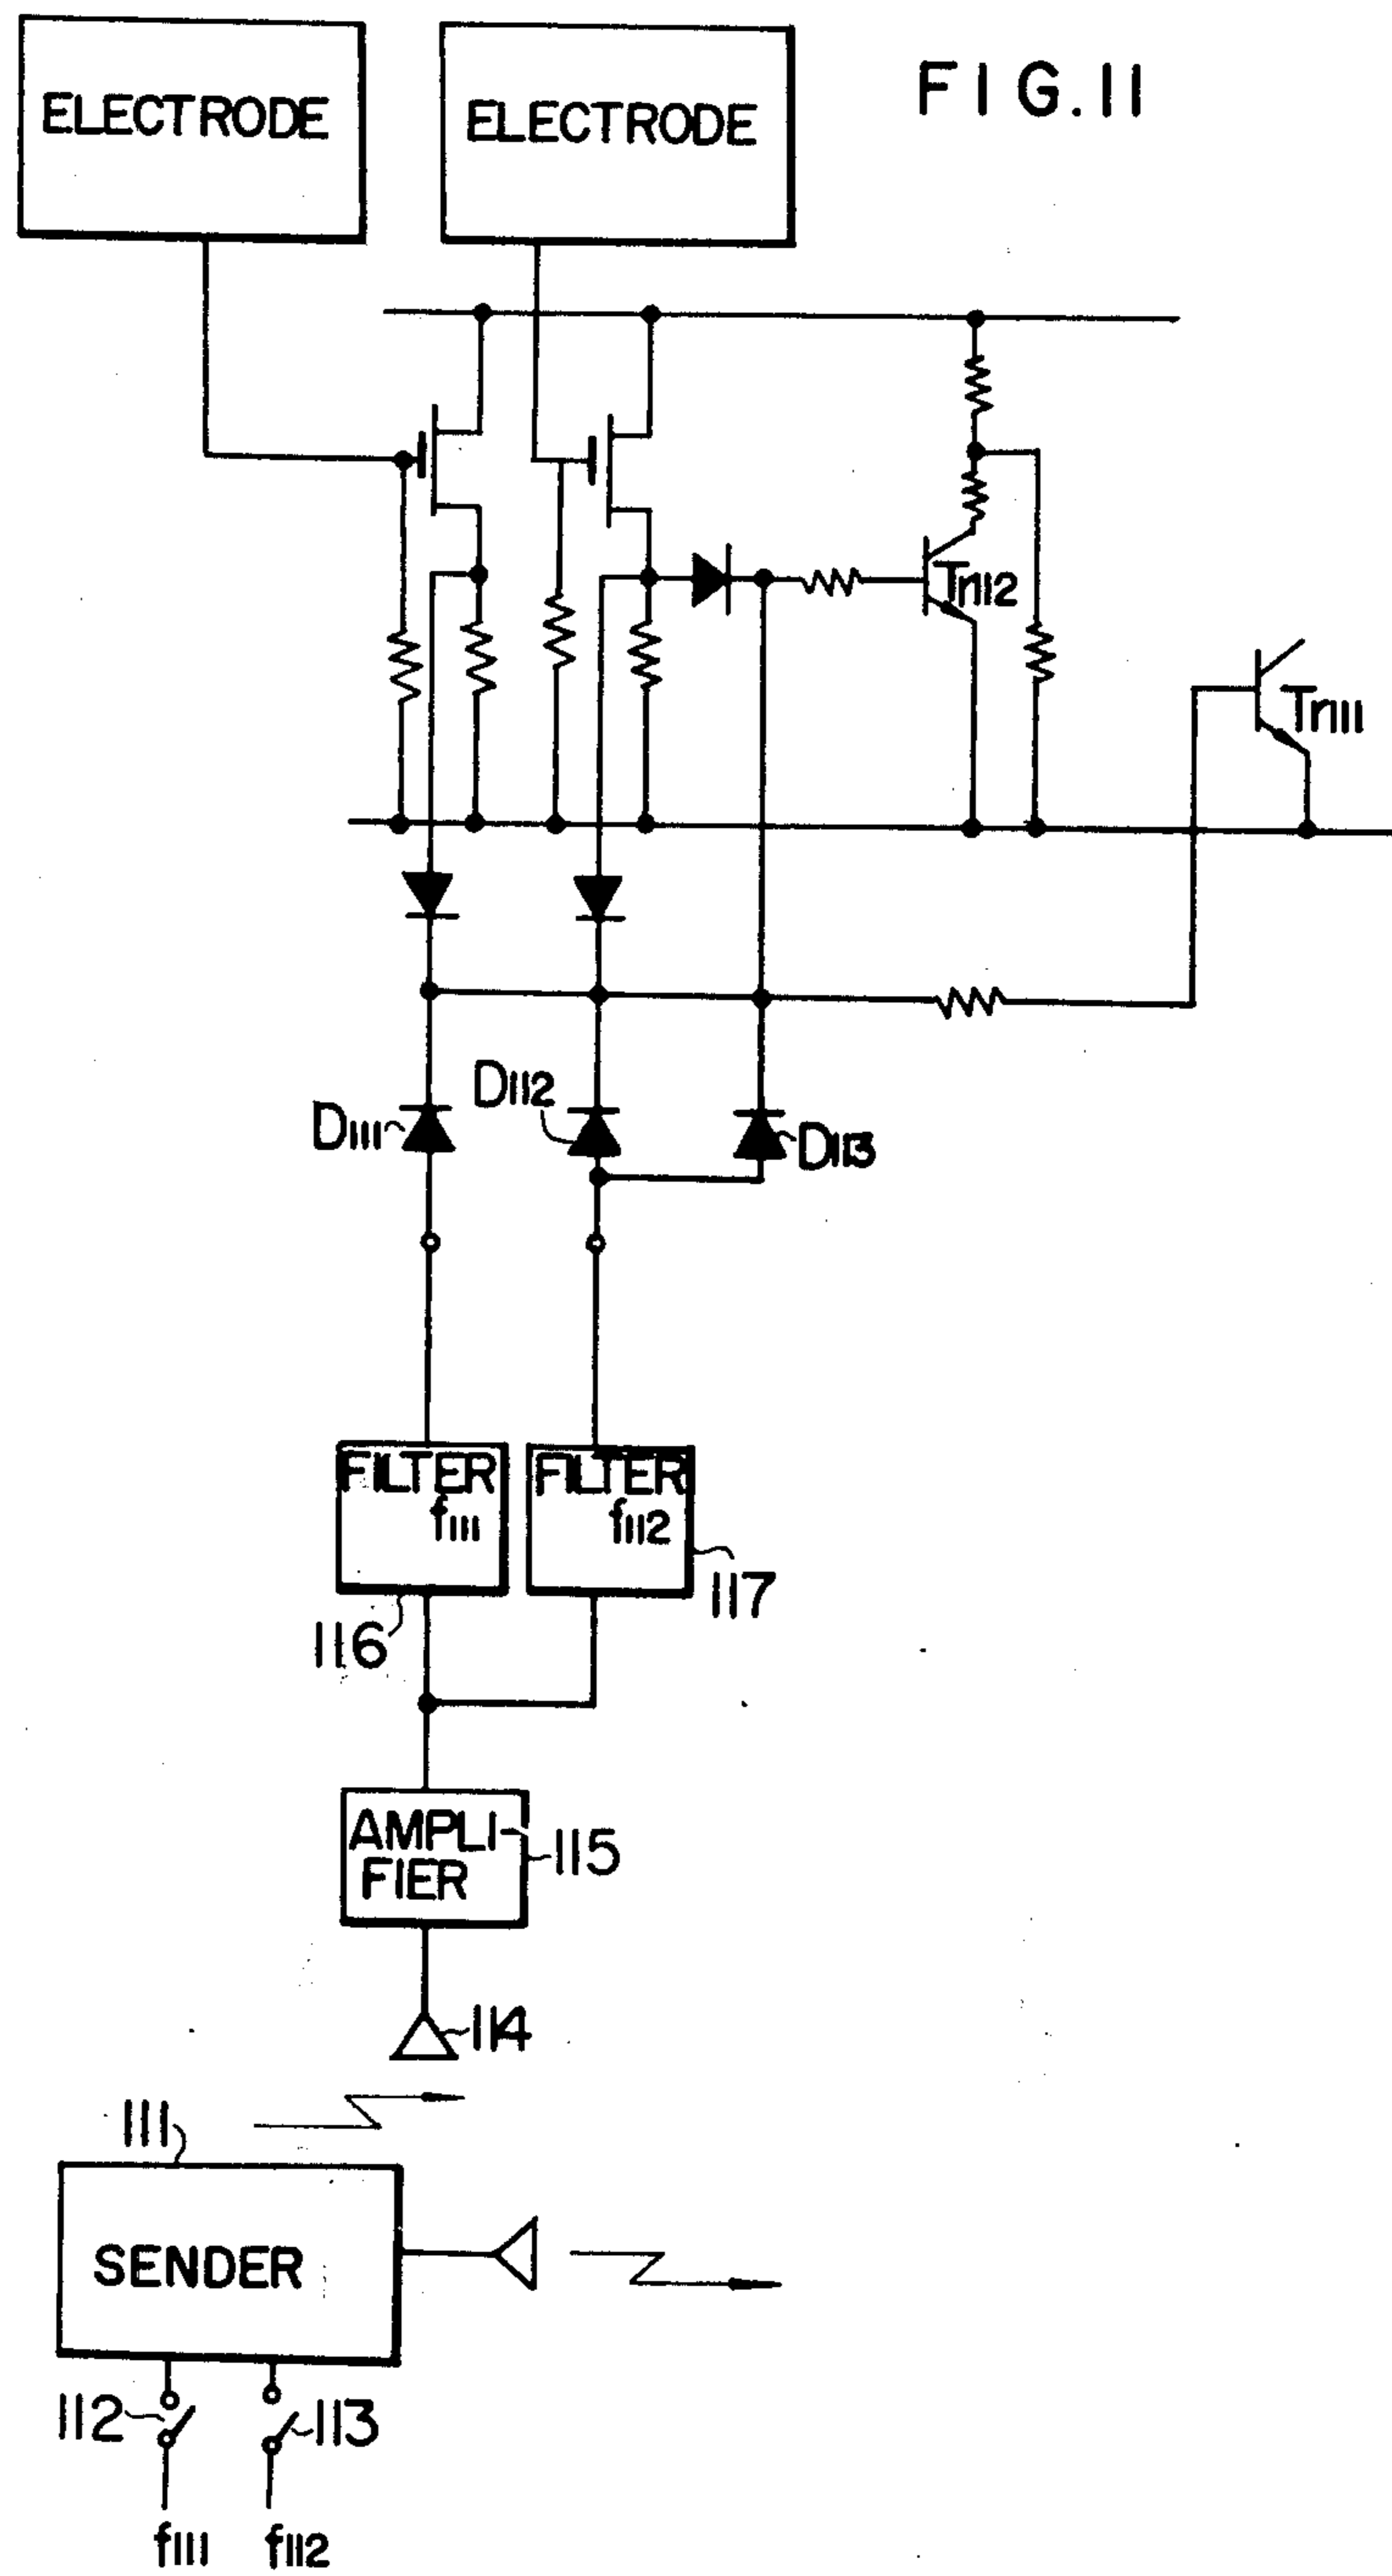 FIG.11
ELECTRODE
ELECTRODE
Tr112
Tr111
D111
D112
D113
FILTER
f111
FILTER
f112
116
117
AMPLI-
FIER
115
114
111
SENDER
112
113
f111
f112